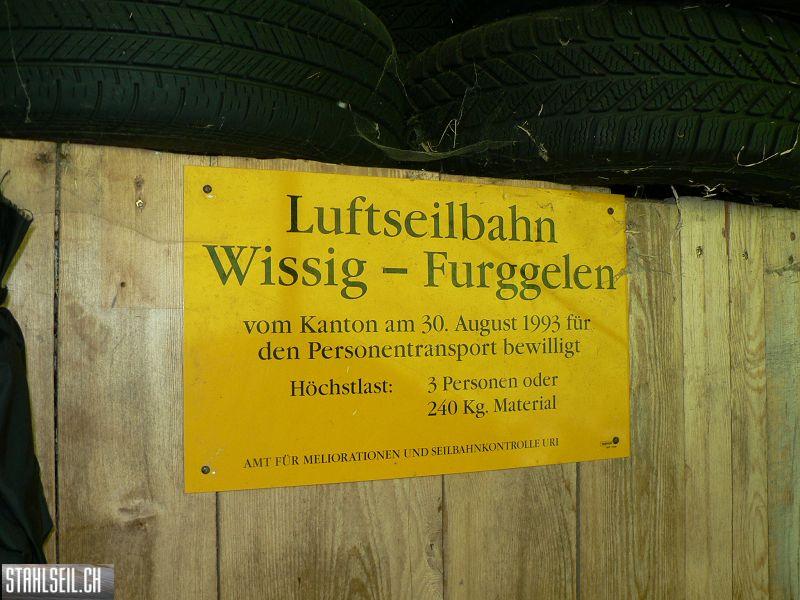 Luftseilbahn
Wissig – Furggelen
vom Kanton am 30. August 1993 für
den Personentransport bewilligt
Höchstlast: 3 Personen oder
240 Kg. Material
AMT FÜR MELIORATIONEN UND SEILBAHNKONTROLLE URI
STAHLSEIL.CH